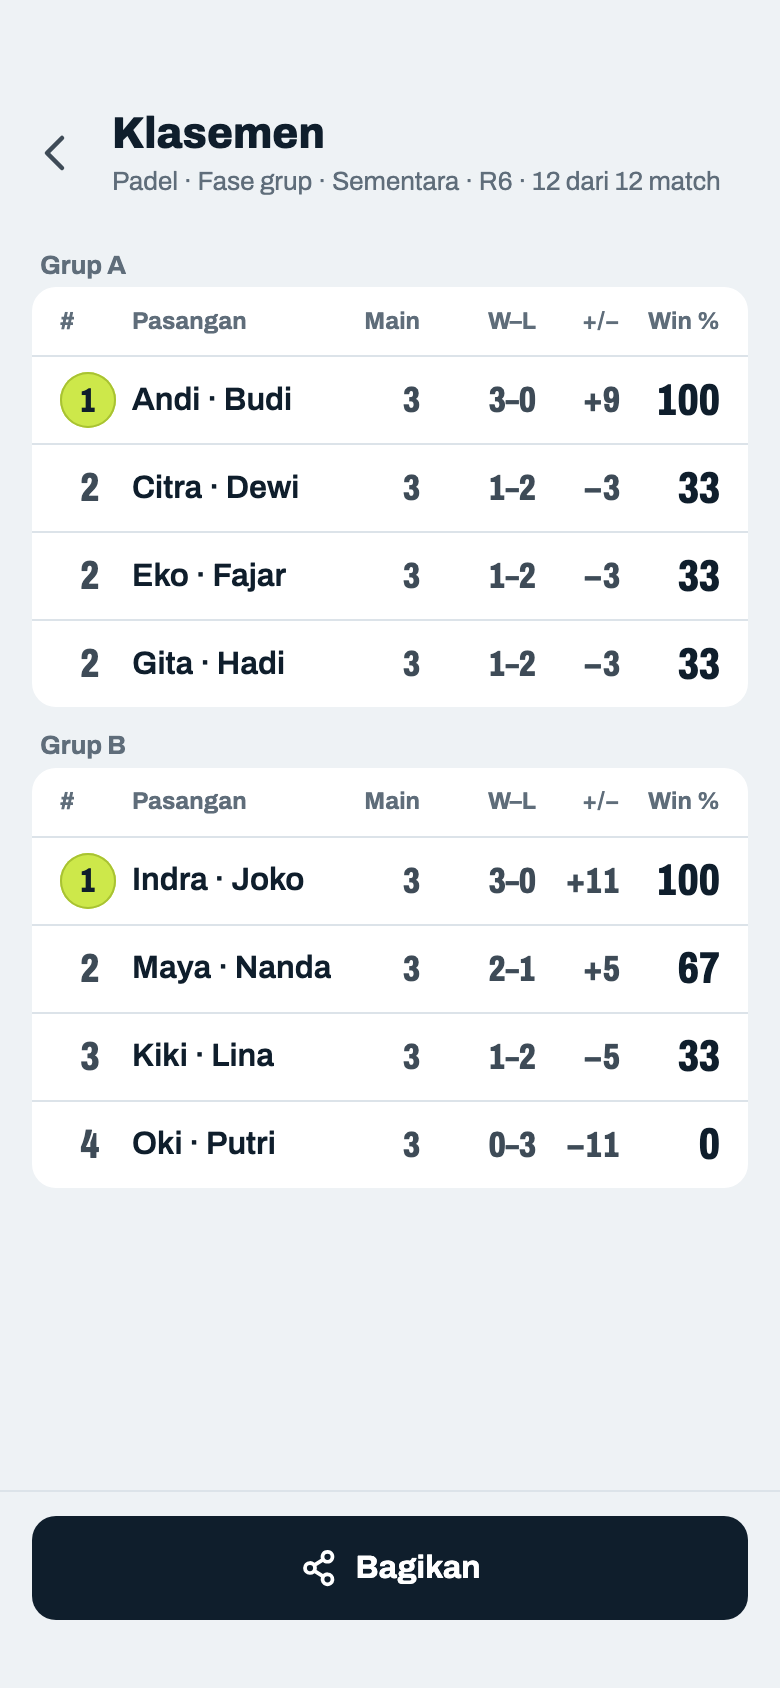 Klasemen
Padel · Fase grup · Sementara · R6 · 12 dari 12 match
Grup A
# Pasangan Main W–L +/– Win %
1 Andi · Budi 3 3–0 +9 100
2 Citra · Dewi 3 1–2 –3 33
2 Eko · Fajar 3 1–2 –3 33
2 Gita · Hadi 3 1–2 –3 33
Grup B
# Pasangan Main W–L +/– Win %
1 Indra · Joko 3 3–0 +11 100
2 Maya · Nanda 3 2–1 +5 67
3 Kiki · Lina 3 1–2 –5 33
4 Oki · Putri 3 0–3 –11 0
Bagikan